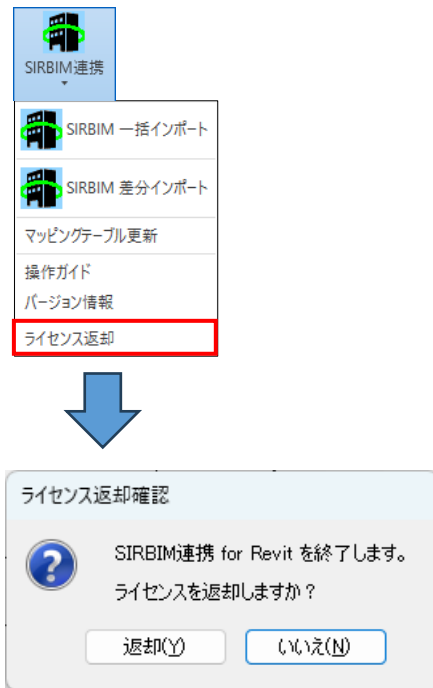 SIRBIM連携
SIRBIM 一括インポート
SIRBIM 差分インポート
マッピングテーブル更新
操作ガイド
バージョン情報
ライセンス返却
ライセンス返却確認
SIRBIM連携 for Revit を終了します。
ライセンスを返却しますか？
返却(Y)
いいえ(N)